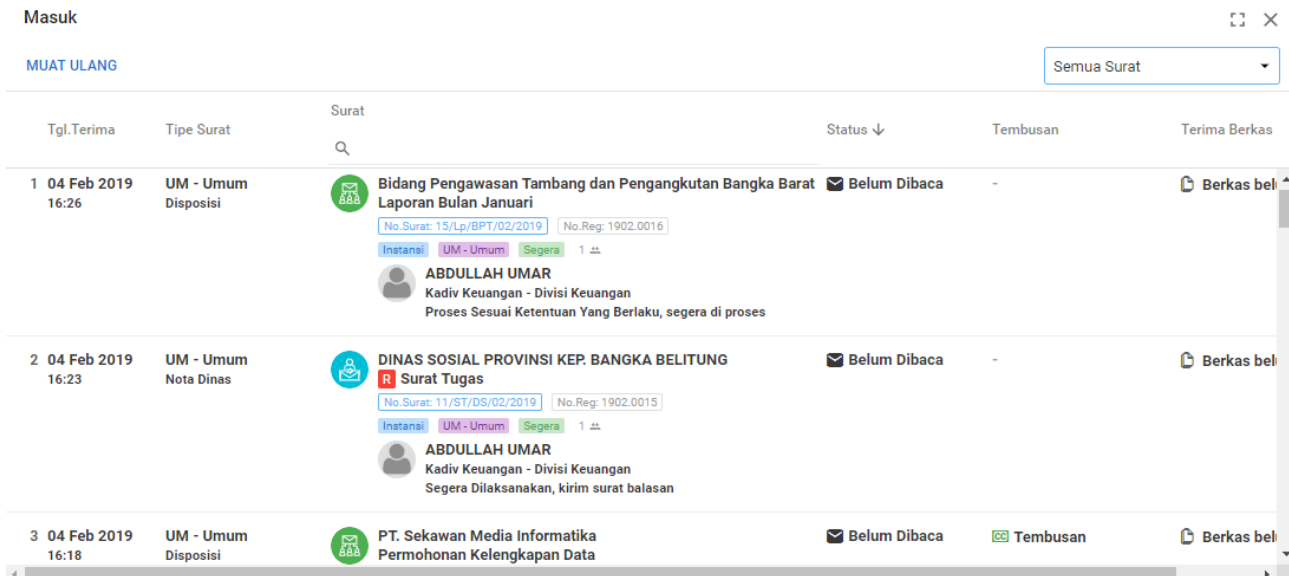 Masuk
MUAT ULANG
Semua Surat
Tgl.Terima Tipe Surat Surat Status Tembusan Terima Berkas
1 04 Feb 2019 UM - Umum Bidang Pengawasan Tambang dan Pengangkutan Bangka Barat Belum Dibaca - Berkas
16:26 Disposisi Laporan Bulan Januari
No.Surat: 15/Lp/BPT/02/2019 No.Reg: 1902.0016
Instansi UM - Umum Segera 1
ABDULLAH UMAR
Kadiv Keuangan - Divisi Keuangan
Proses Sesuai Ketentuan Yang Berlaku, segera di proses
2 04 Feb 2019 UM - Umum DINAS SOSIAL PROVINSI KEP. BANGKA BELITUNG Belum Dibaca - Berkas
16:23 Nota Dinas R Surat Tugas
No.Surat: 11/ST/DS/02/2019 No.Reg: 1902.0015
Instansi UM - Umum Segera 1
ABDULLAH UMAR
Kadiv Keuangan - Divisi Keuangan
Segera Dilaksanakan, kirim surat balasan
3 04 Feb 2019 UM - Umum PT. Sekawan Media Informatika Belum Dibaca CC Tembusan Berkas
16:18 Disposisi Permohonan Kelengkapan Data